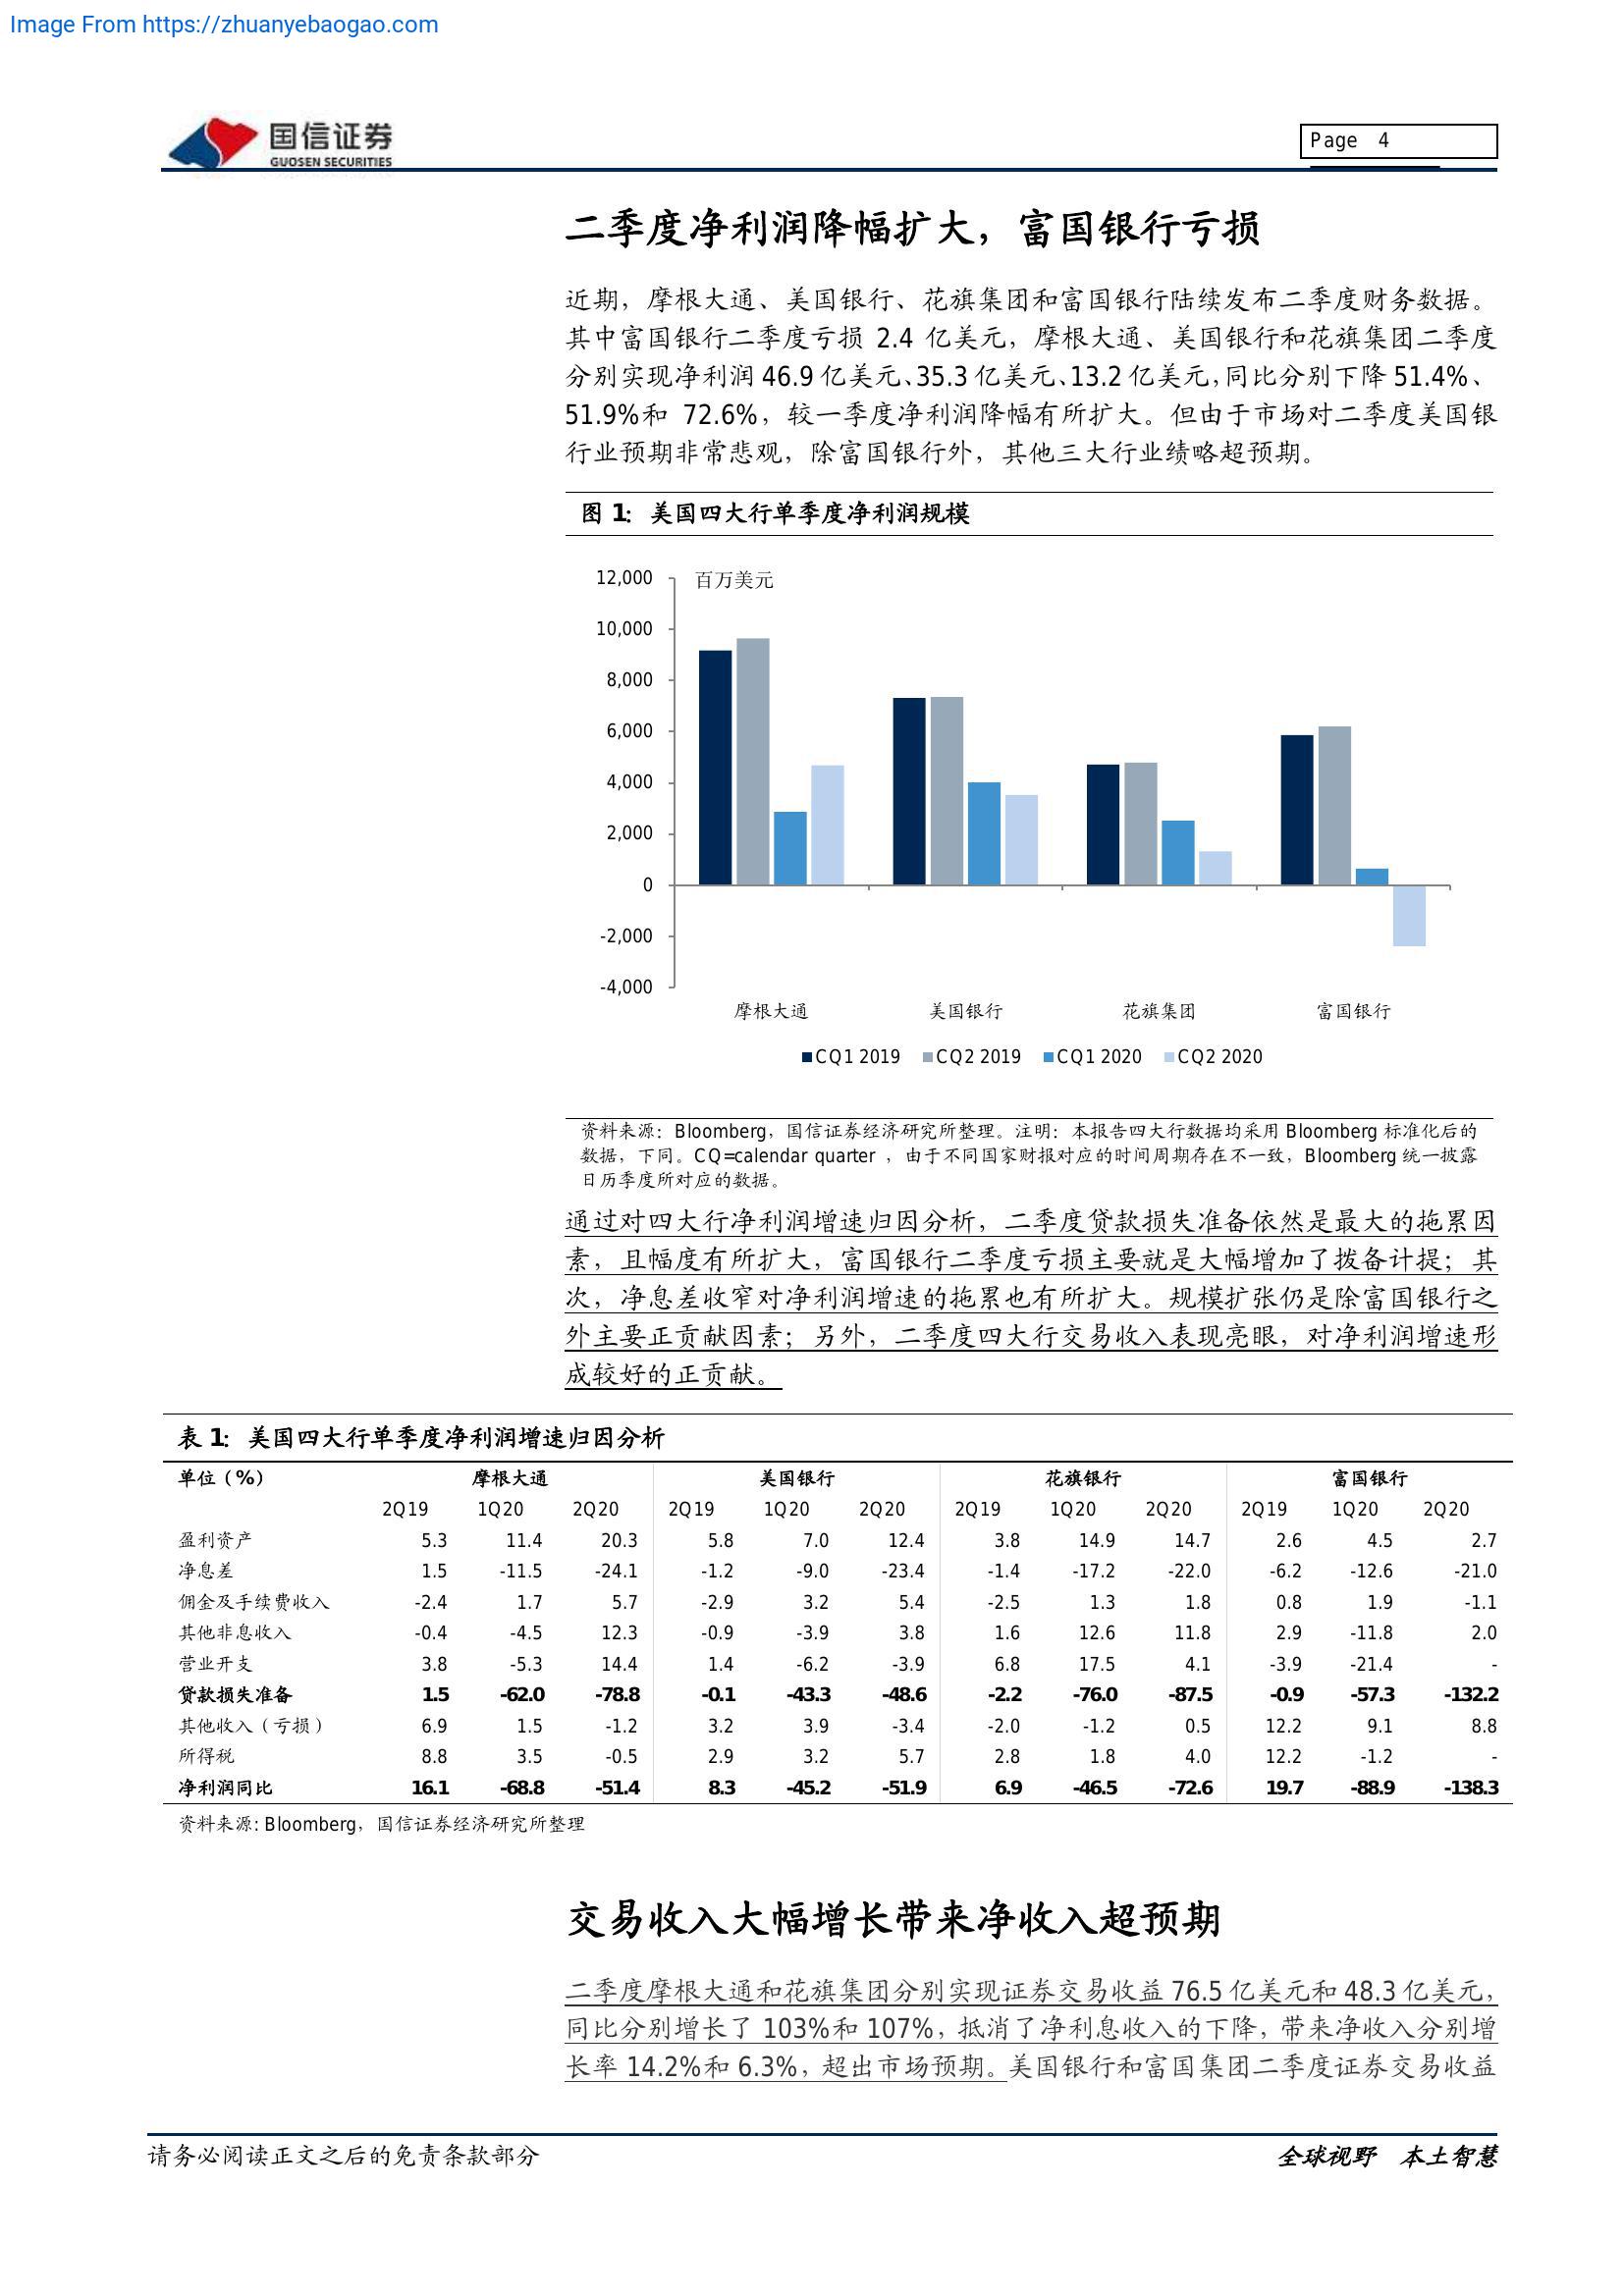 Image From https://zhuanyebaogao.com
国信证券
GUOSEN SECURITIES
Page 4
二季度净利润降幅扩大，富国银行亏损
近期，摩根大通、美国银行、花旗集团和富国银行陆续发布二季度财务数据。
其中富国银行二季度亏损 2.4 亿美元，摩根大通、美国银行和花旗集团二季度
分别实现净利润 46.9 亿美元、35.3 亿美元、13.2 亿美元，同比分别下降 51.4%、
51.9%和 72.6%，较一季度净利润降幅有所扩大。但由于市场对二季度美国银
行业预期非常悲观，除富国银行外，其他三大行业绩略超预期。
图 1：美国四大行单季度净利润规模
百万美元
12,000
10,000
8,000
6,000
4,000
2,000
0
-2,000
-4,000
摩根大通 美国银行 花旗集团 富国银行
CQ1 2019 CQ2 2019 CQ1 2020 CQ2 2020
资料来源：Bloomberg，国信证券经济研究所整理。注明：本报告四大行数据均采用 Bloomberg 标准化后的
数据，下同。CQ=calendar quarter ，由于不同国家财报对应的时间周期存在不一致，Bloomberg 统一披露
日历季度所对应的数据。
通过对四大行净利润增速归因分析，二季度贷款损失准备依然是最大的拖累因
素，且幅度有所扩大，富国银行二季度亏损主要就是大幅增加了拨备计提；其
次，净息差收窄对净利润增速的拖累也有所扩大。规模扩张仍是除富国银行之
外主要正贡献因素；另外，二季度四大行交易收入表现亮眼，对净利润增速形
成较好的正贡献。
表 1：美国四大行单季度净利润增速归因分析
单位（%） 摩根大通 美国银行 花旗银行 富国银行
2Q19 1Q20 2Q20 2Q19 1Q20 2Q20 2Q19 1Q20 2Q20 2Q19 1Q20 2Q20
盈利资产 5.3 11.4 20.3 5.8 7.0 12.4 3.8 14.9 14.7 2.6 4.5 2.7
净息差 1.5 -11.5 -24.1 -1.2 -9.0 -23.4 -1.4 -17.2 -22.0 -6.2 -12.6 -21.0
佣金及手续费收入 -2.4 1.7 5.7 -2.9 3.2 5.4 -2.5 1.3 1.8 0.8 1.9 -1.1
其他非息收入 -0.4 -4.5 12.3 -0.9 -3.9 3.8 1.6 12.6 11.8 2.9 -11.8 2.0
营业开支 3.8 -5.3 14.4 1.4 -6.2 -3.9 6.8 17.5 4.1 -3.9 -21.4 -
贷款损失准备 1.5 -62.0 -78.8 -0.1 -43.3 -48.6 -2.2 -76.0 -87.5 -0.9 -57.3 -132.2
其他收入（亏损） 6.9 1.5 -1.2 3.2 3.9 -3.4 -2.0 -1.2 0.5 12.2 9.1 8.8
所得税 8.8 3.5 -0.5 2.9 3.2 5.7 2.8 1.8 4.0 12.2 -1.2 -
净利润同比 16.1 -68.8 -51.4 8.3 -45.2 -51.9 6.9 -46.5 -72.6 19.7 -88.9 -138.3
资料来源: Bloomberg，国信证券经济研究所整理
交易收入大幅增长带来净收入超预期
二季度摩根大通和花旗集团分别实现证券交易收益 76.5 亿美元和 48.3 亿美元，
同比分别增长了 103%和 107%，抵消了净利息收入的下降，带来净收入分别增
长率 14.2%和 6.3%，超出市场预期。美国银行和富国集团二季度证券交易收益
请务必阅读正文之后的免责条款部分
全球视野 本土智慧